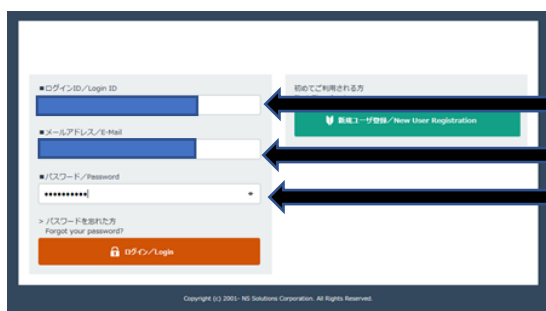 ■ログインID／Login ID
■メールアドレス／E-Mail
■パスワード／Password
••••••••••
> パスワードを忘れた方
Forgot your password?
ログイン／Login
初めてご利用される方
新規ユーザ登録／New User Registration
Copyright (c) 2001- NS Solutions Corporation. All Rights Reserved.